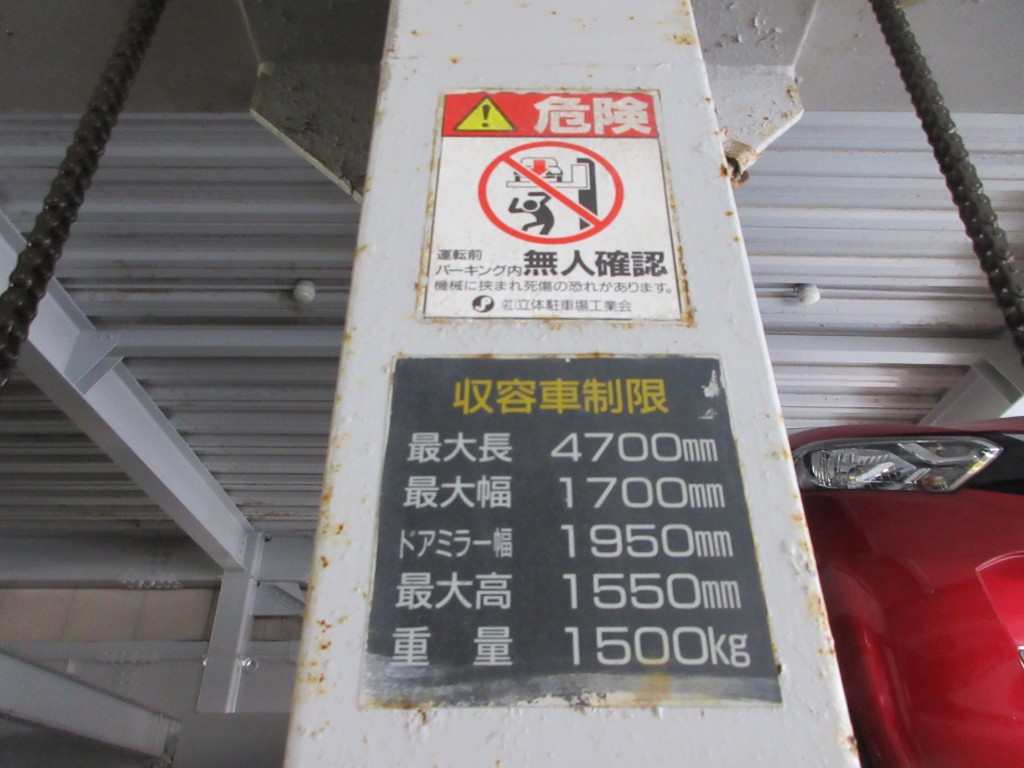 危険
運転前
パーキング内無人確認
機械に挟まれ死傷の恐れがあります。
㈳立体駐車場工業会
収容車制限
最大長 4700mm
最大幅 1700mm
ドアミラー幅 1950mm
最大高 1550mm
重量 1500kg